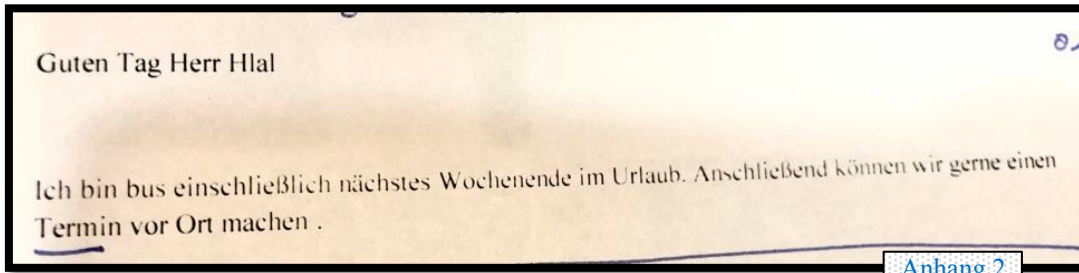 Guten Tag Herr Hlal
Ich bin bus einschließlich nächstes Wochenende im Urlaub. Anschließend können wir gerne einen
Termin vor Ort machen .
Anhang 2